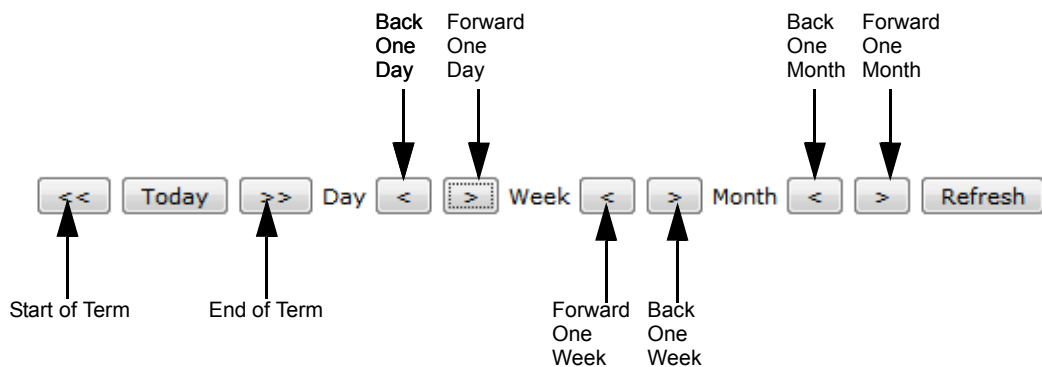 Back One Day
Forward One Day
Back One Month
Forward One Month
<< Today >> Day < > Week < > Month < > Refresh
Start of Term
End of Term
Forward One Week
Back One Week